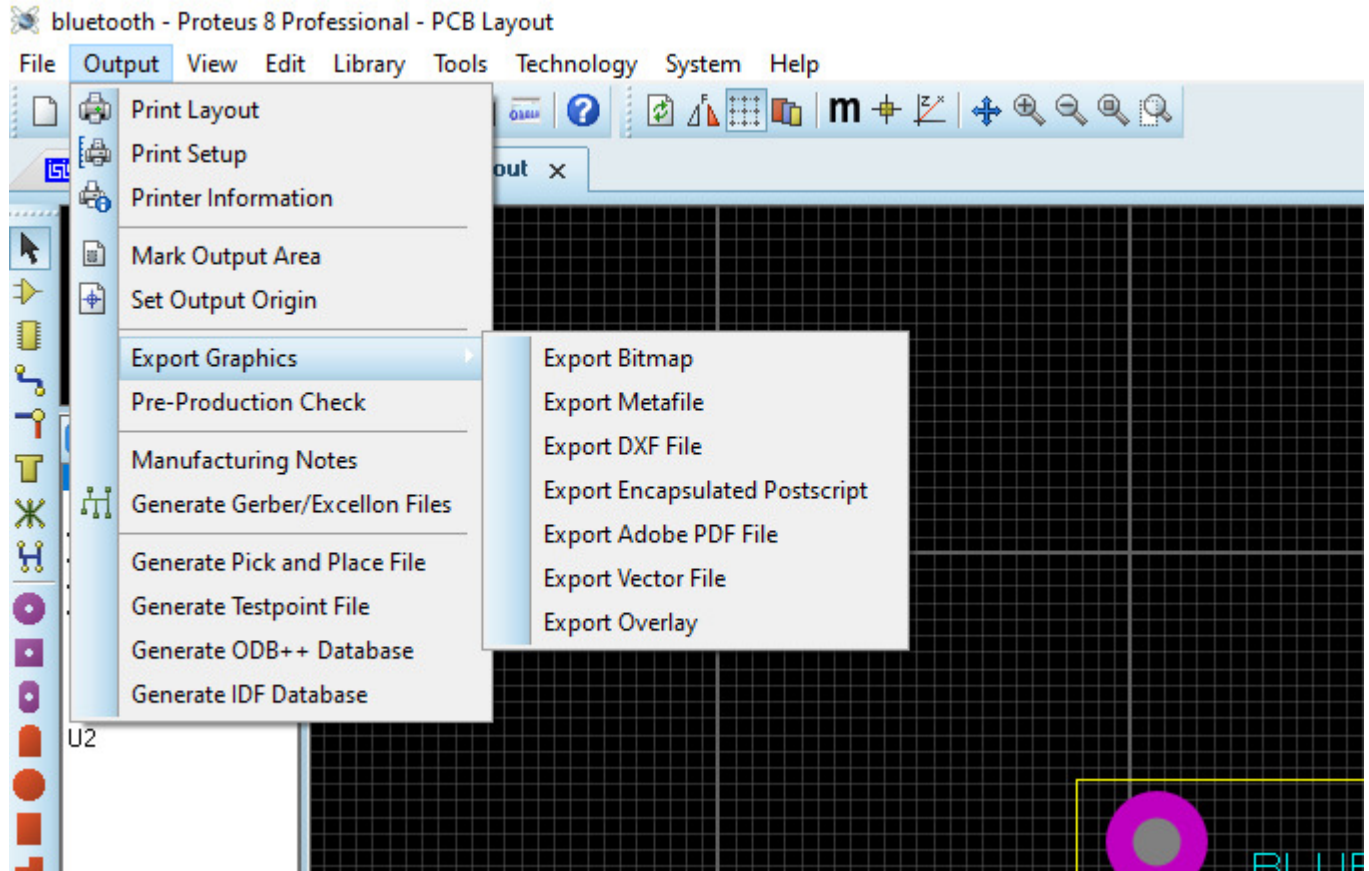 bluetooth - Proteus 8 Professional - PCB Layout
File Output View Edit Library Tools Technology System Help
Print Layout
Print Setup
Printer Information
out x
Mark Output Area
Set Output Origin
Export Graphics
Pre-Production Check
Manufacturing Notes
Generate Gerber/Excellon Files
Generate Pick and Place File
Generate Testpoint File
Generate ODB++ Database
Generate IDF Database
Export Bitmap
Export Metafile
Export DXF File
Export Encapsulated Postscript
Export Adobe PDF File
Export Vector File
Export Overlay
U2